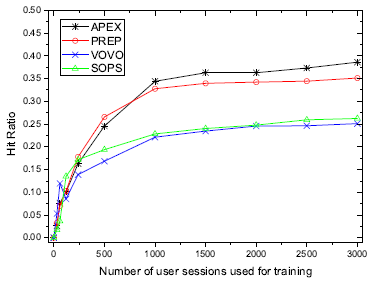 0.50
0.45
0.40
0.35
0.30
0.25
0.20
0.15
0.10
0.05
0.00
Hit Ratio
APEX
PREP
VOVO
SOPS
0 500 1000 1500 2000 2500 3000
Number of user sessions used for training